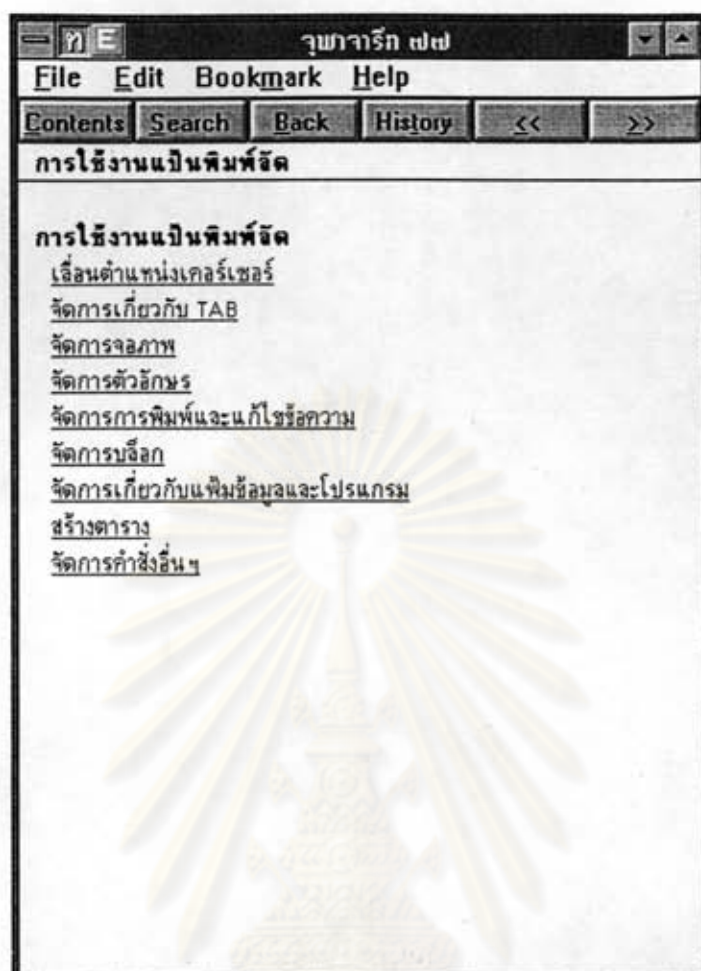 ก E จุฬาจารึก ๗๗
File Edit Bookmark Help
Contents Search Back History << >>
การใช้งานแป้นพิมพ์จัด
การใช้งานแป้นพิมพ์จัด
เลื่อนตำแหน่งเคอร์เซอร์
จัดการเกี่ยวกับ TAB
จัดการจอภาพ
จัดการตัวอักษร
จัดการการพิมพ์และแก้ไขข้อความ
จัดการบล็อก
จัดการเกี่ยวกับแฟ้มข้อมูลและโปรแกรม
สร้างตาราง
จัดการคำสั่งอื่นๆ